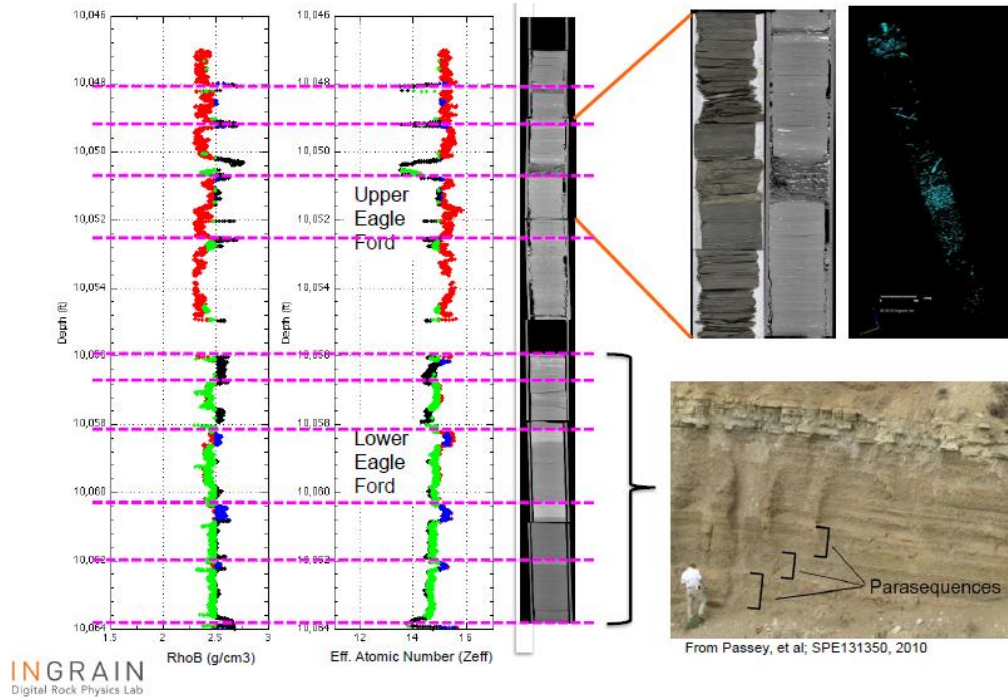 10,046
10,048
10,050
10,052
10,054
10,056
10,058
10,060
10,062
10,064
Depth (ft)
1.5
2
2.5
3
RhoB (g/cm3)
10,046
10,048
10,050
10,052
10,054
10,056
10,058
10,060
10,062
10,064
Depth (ft)
12
14
16
Eff. Atomic Number (Zeff)
Upper
Eagle
Ford
Lower
Eagle
Ford
Parasequences
From Passey, et al; SPE131350, 2010
INGRAIN
Digital Rock Physics Lab